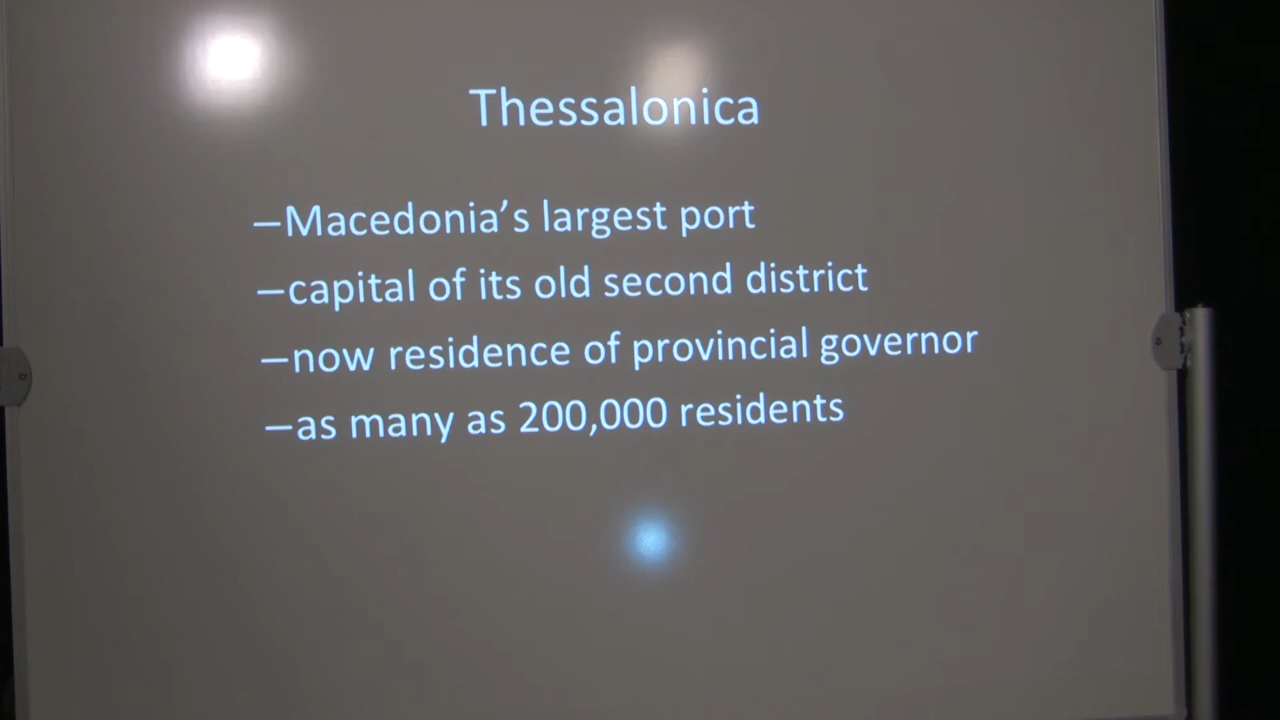 Thessalonica
–Macedonia’s largest port
–capital of its old second district
–now residence of provincial governor
–as many as 200,000 residents